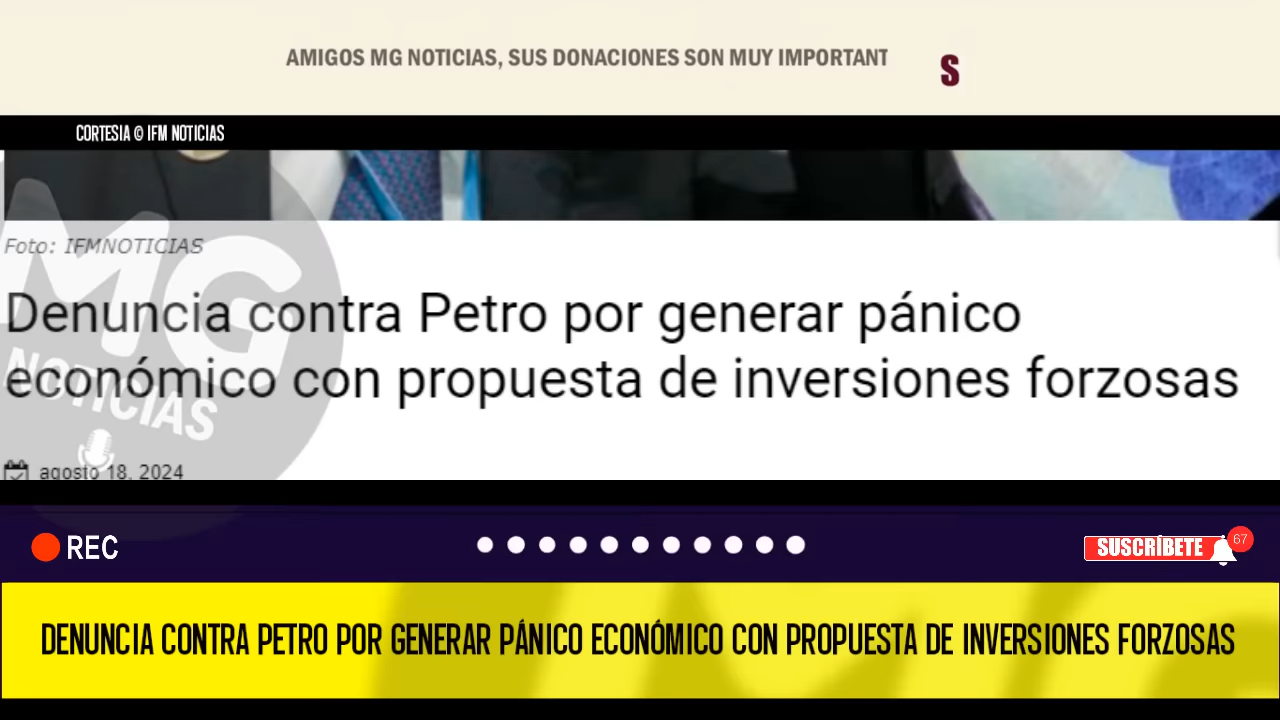 AMIGOS MG NOTICIAS, SUS DONACIONES SON MUY IMPORTANT
S
CORTESIA © IFM NOTICIAS
Foto: IFMNOTICIAS
Denuncia contra Petro por generar pánico
económico con propuesta de inversiones forzosas
MG
NOTICIAS
agosto 18, 2024
REC
SUSCRÍBETE
67
DENUNCIA CONTRA PETRO POR GENERAR PÁNICO ECONÓMICO CON PROPUESTA DE INVERSIONES FORZOSAS